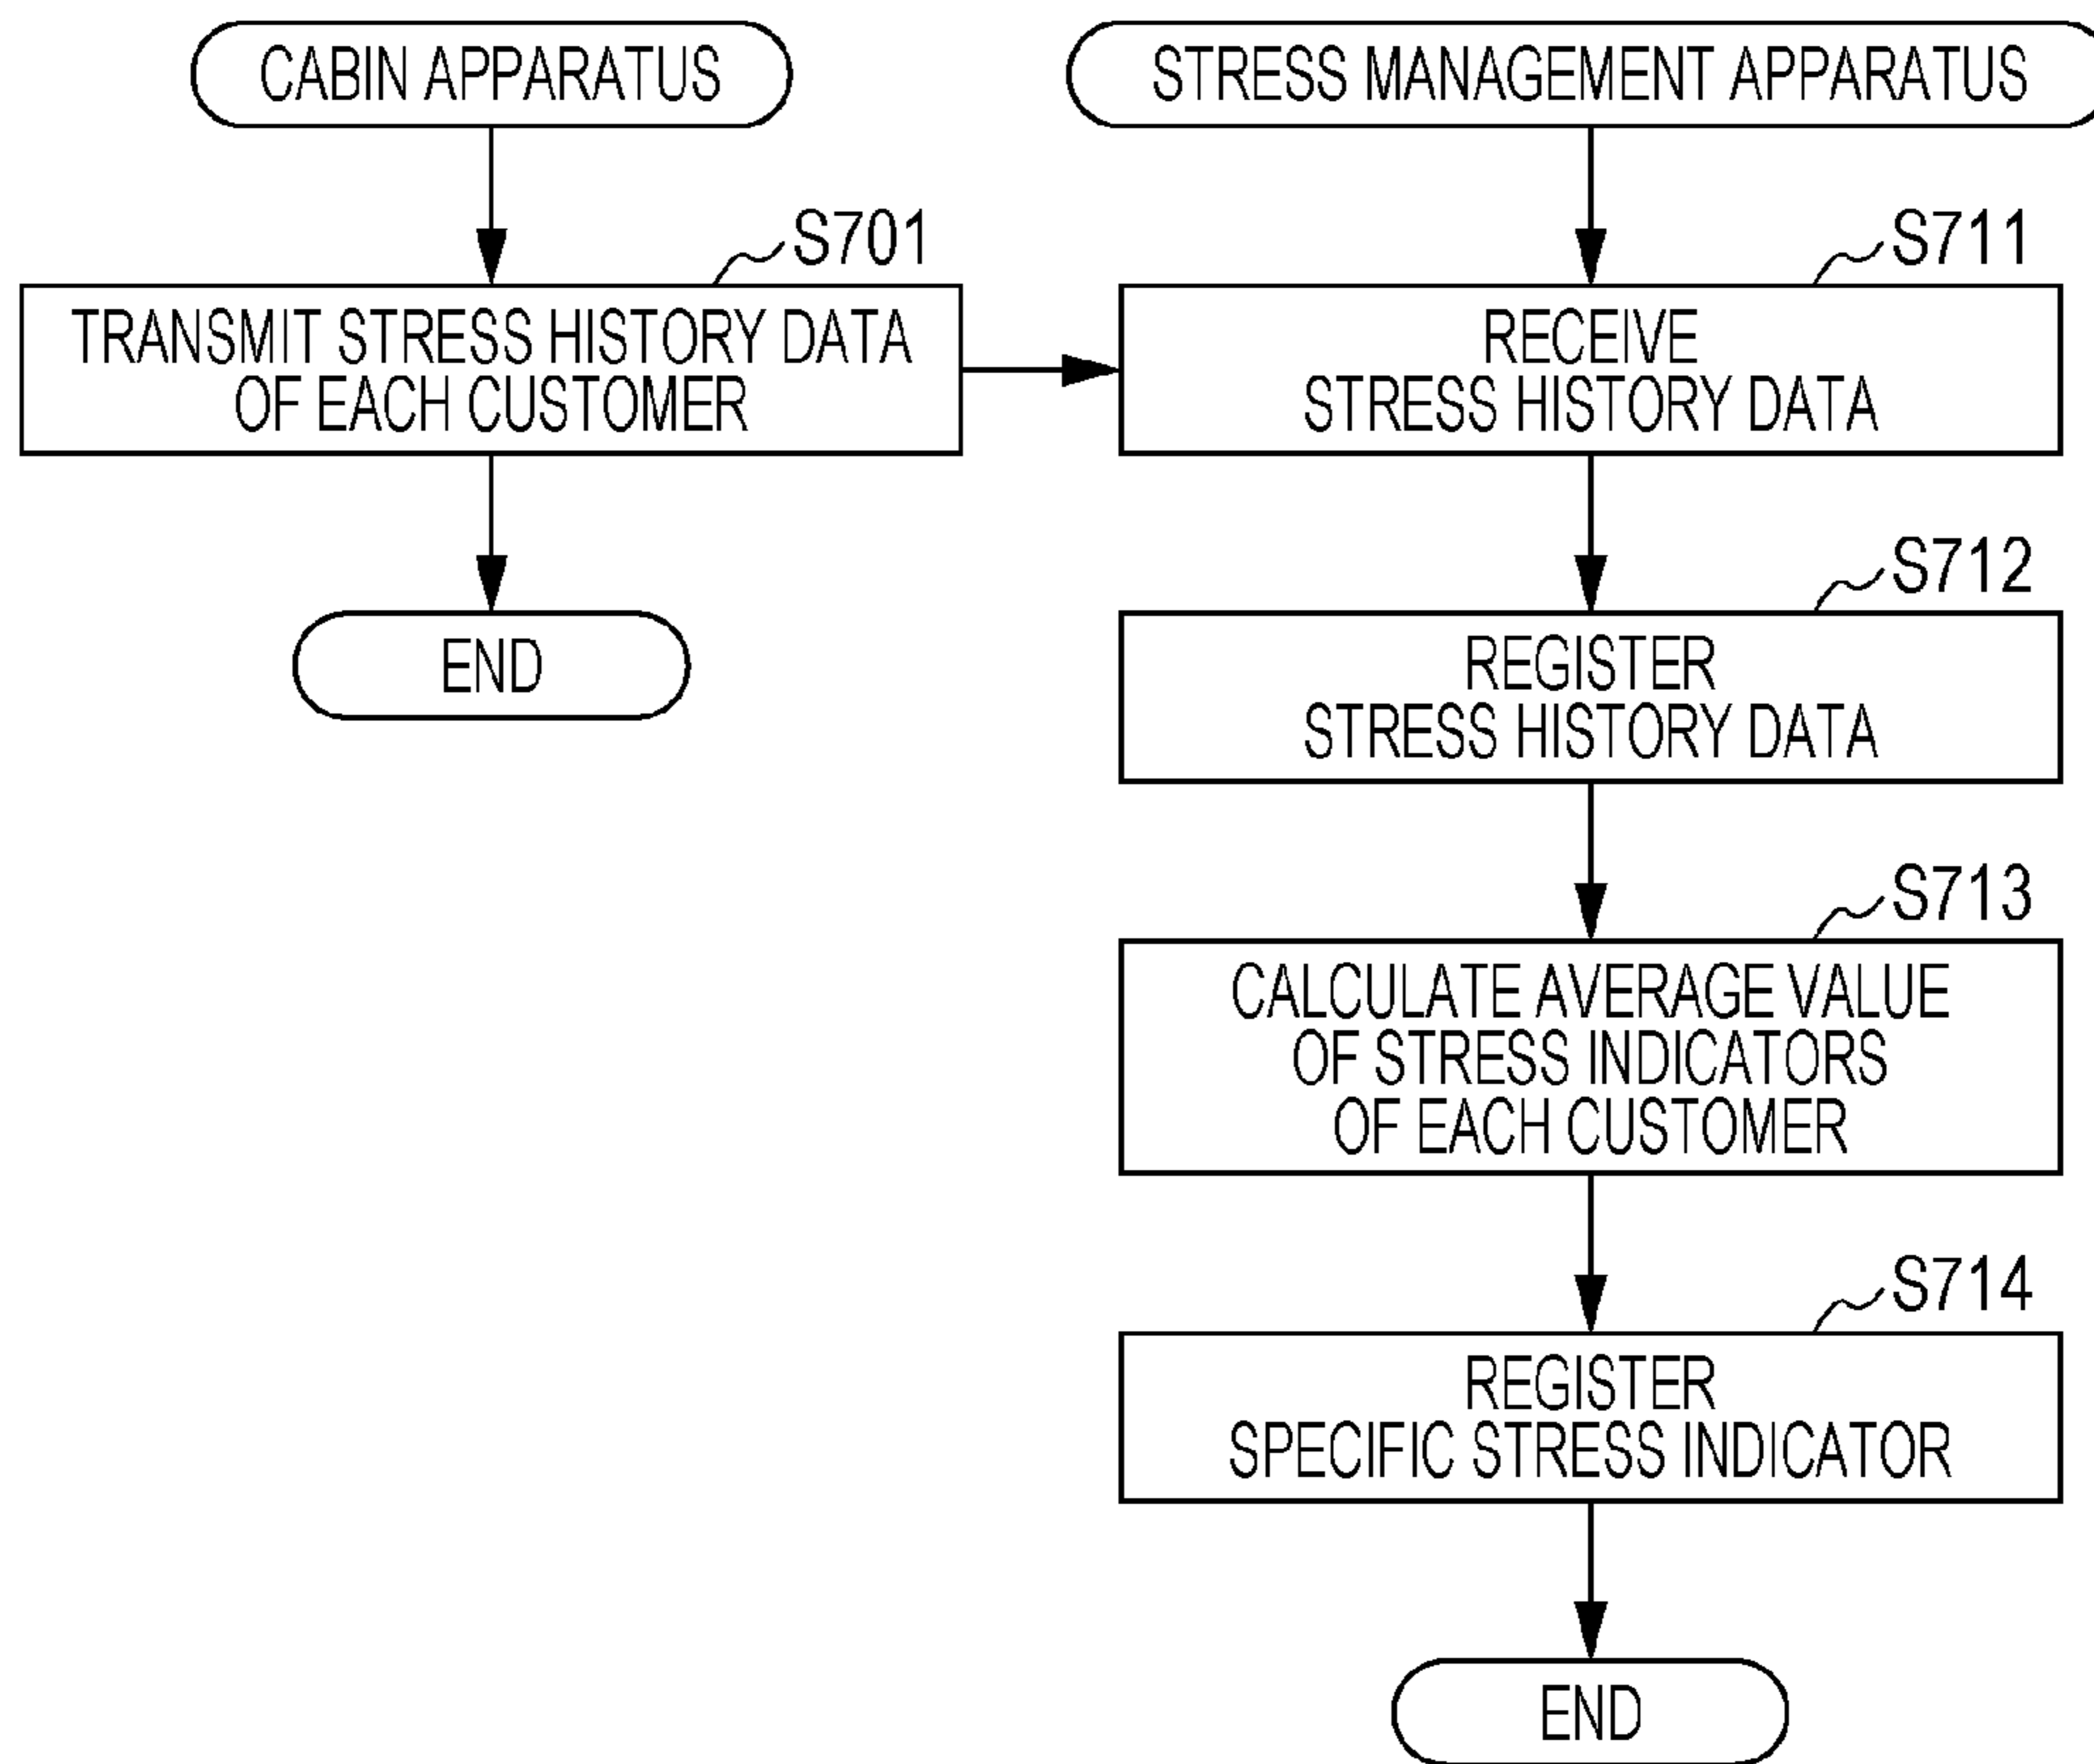 CABIN APPARATUS
S701
TRANSMIT STRESS HISTORY DATA
OF EACH CUSTOMER
END
STRESS MANAGEMENT APPARATUS
S711
RECEIVE
STRESS HISTORY DATA
S712
REGISTER
STRESS HISTORY DATA
S713
CALCULATE AVERAGE VALUE
OF STRESS INDICATORS
OF EACH CUSTOMER
S714
REGISTER
SPECIFIC STRESS INDICATOR
END